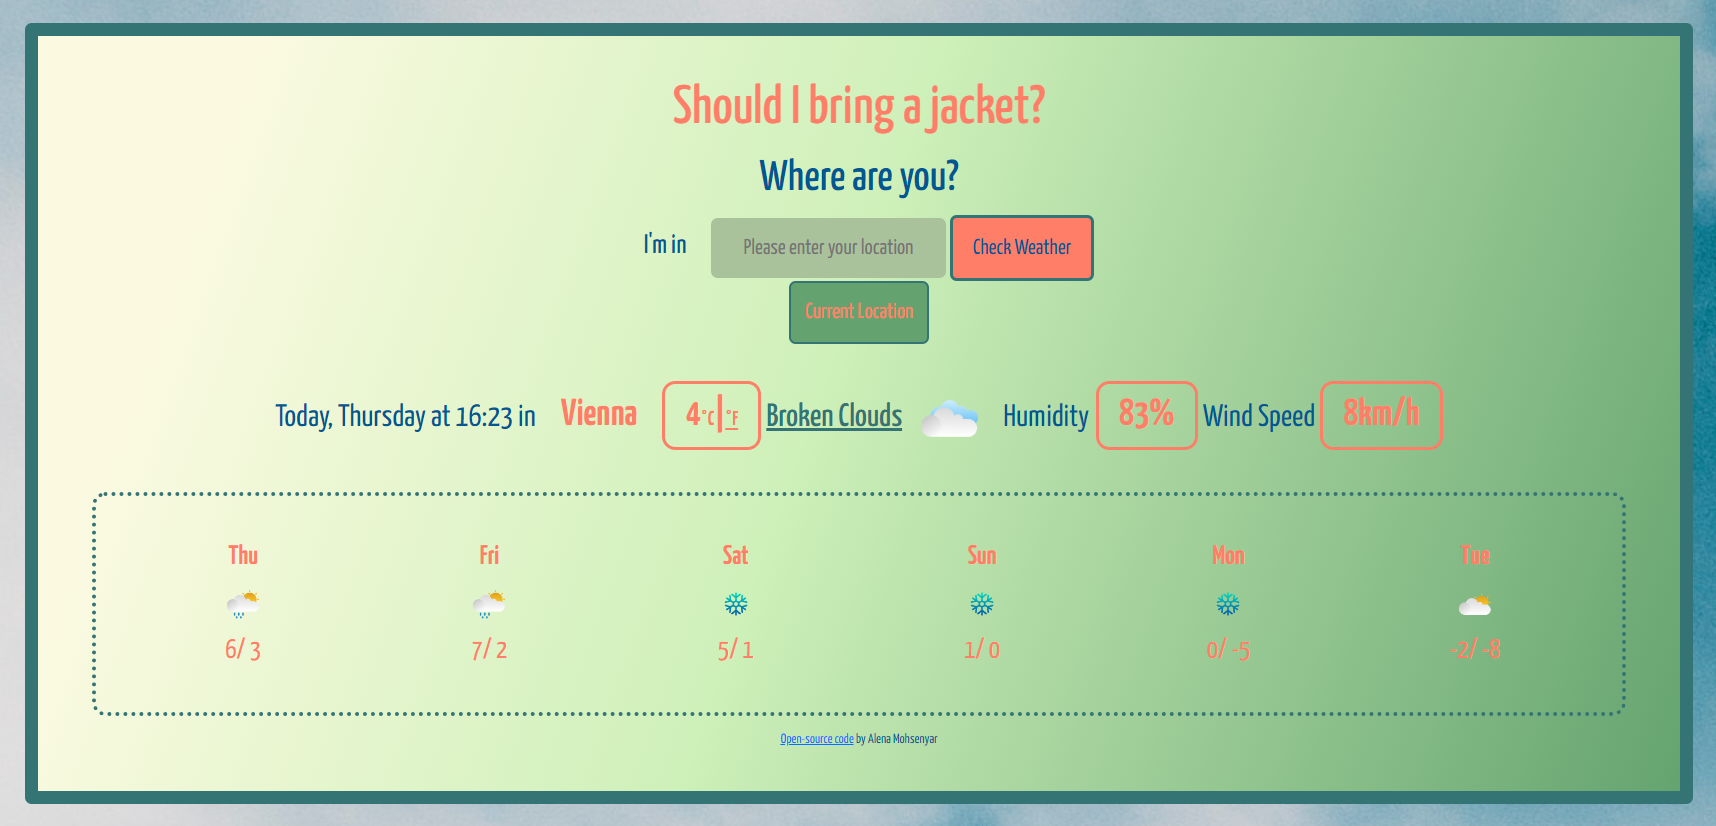 Should I bring a jacket?
Where are you?
I'm in Please enter your location Check Weather
Current Location
Today, Thursday at 16:23 in Vienna 4 °C|°F Broken Clouds Humidity 83% Wind Speed 8km/h
Thu Fri Sat Sun Mon Tue
6/ 3 7/ 2 5/ 1 1/ 0 0/ -5 -2/ -8
Open-source code by Alena Mohsenyar